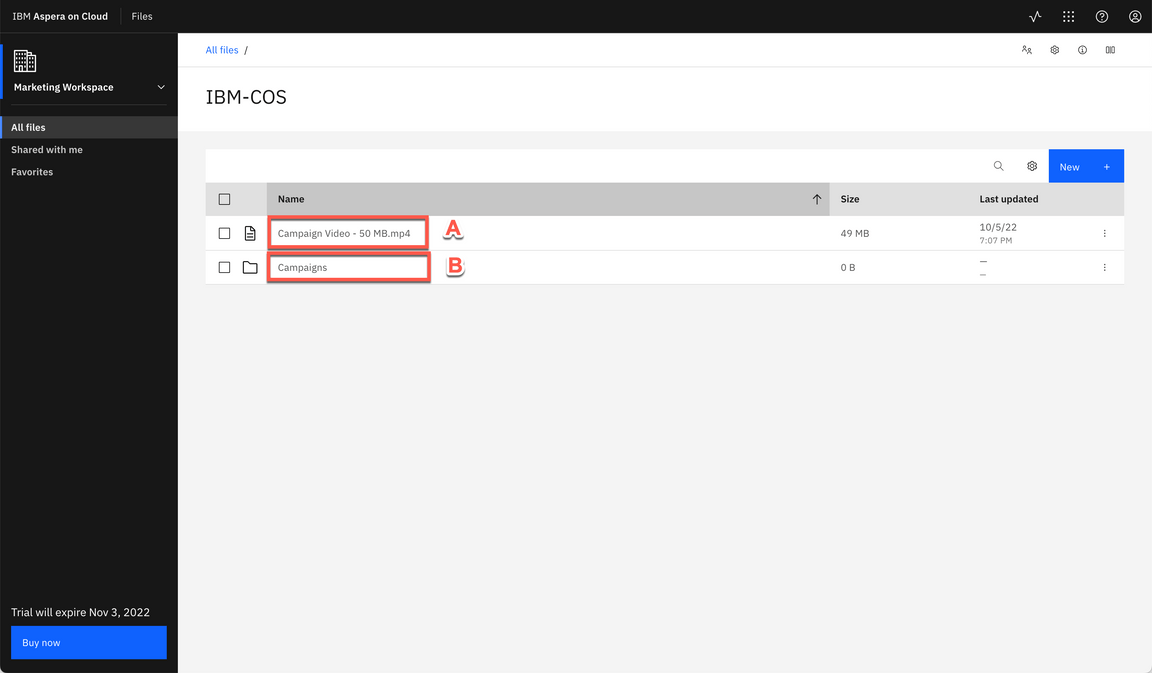 IBM Aspera on Cloud Files
Marketing Workspace
All files
Shared with me
Favorites
Trial will expire Nov 3, 2022
Buy now
All files /
IBM-COS
New +
Name Size Last updated
Campaign Video - 50 MB.mp4 A 49 MB 10/5/22
7:07 PM
Campaigns B 0 B —
—